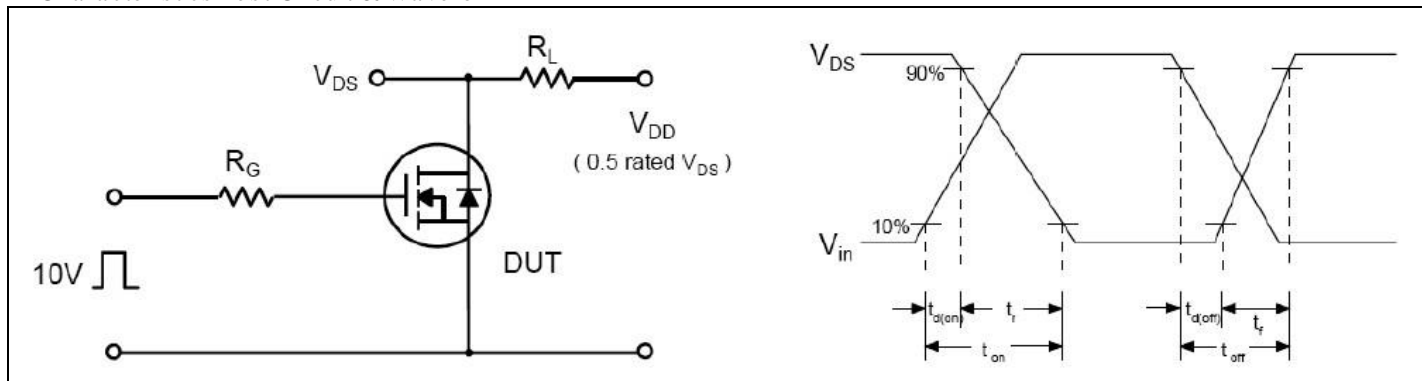 V_DS
R_L
V_DD
( 0.5 rated V_DS )
R_G
10V
DUT
V_DS
90%
10%
V_in
t_d(on)
t_r
t_on
t_d(off)
t_f
t_off